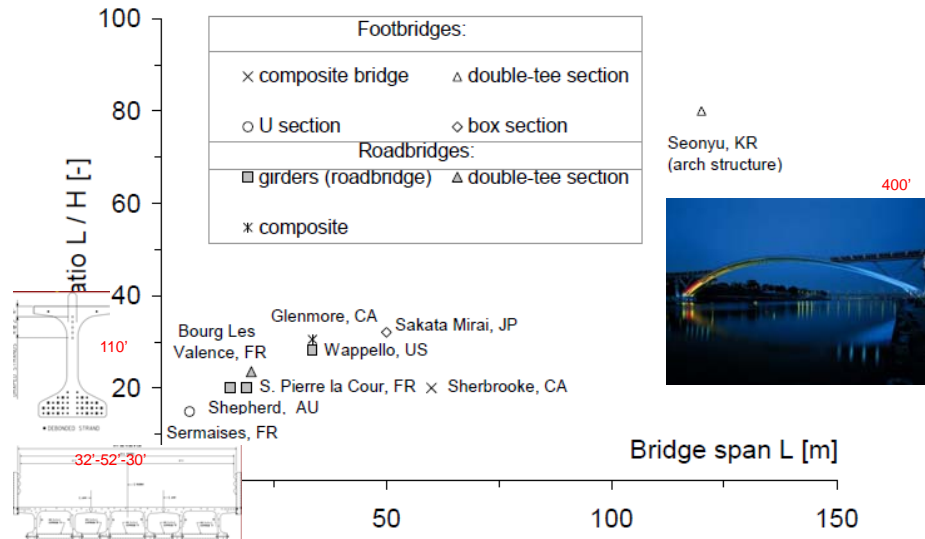 100
80
60
40
20
atio L / H [-]
Footbridges:
composite bridge
double-tee section
U section
box section
Roadbridges:
girders (roadbridge)
double-tee section
composite
Seonyu, KR
(arch structure)
400'
Glenmore, CA
Sakata Mirai, JP
Bourg Les
Valence, FR
Wappello, US
110'
S. Pierre la Cour, FR
Sherbrooke, CA
Shepherd, AU
Sermaises, FR
DEBONDED STRAND
32'-52'-30'
Bridge span L [m]
50
100
150